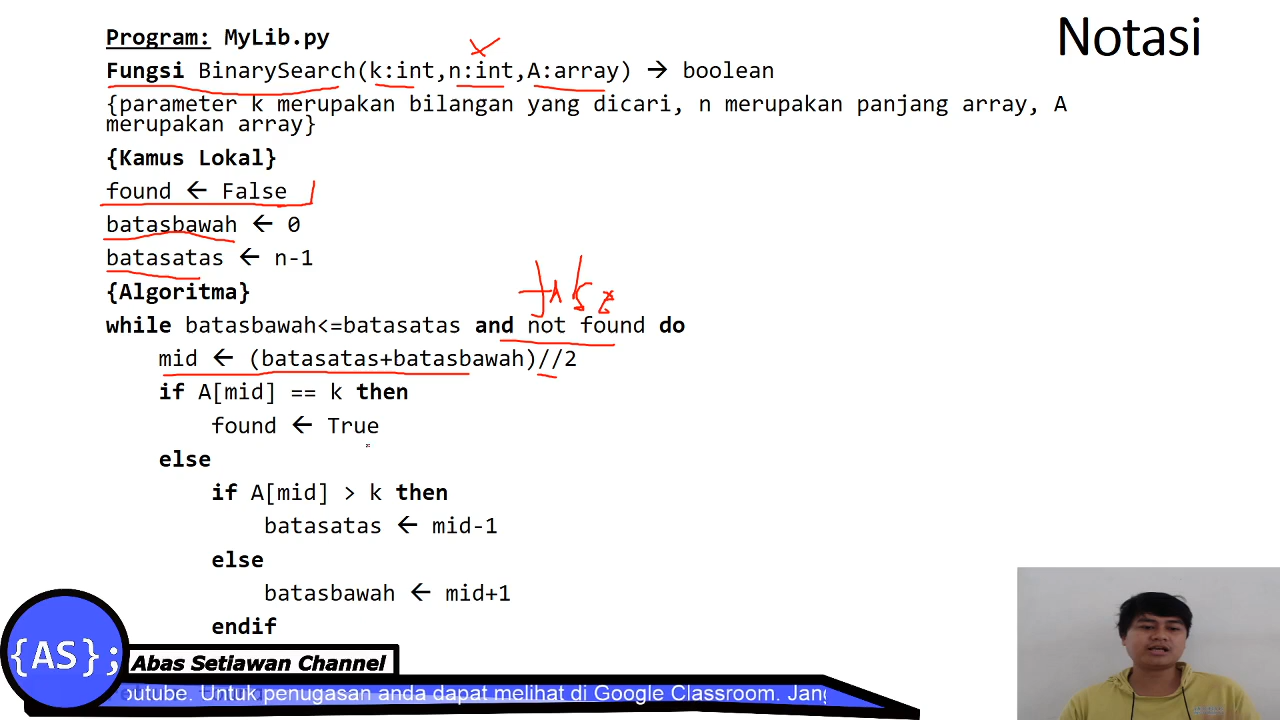 Notasi
Program: MyLib.py
Fungsi BinarySearch(k:int,n:int,A:array) → boolean
{parameter k merupakan bilangan yang dicari, n merupakan panjang array, A
merupakan array}
{Kamus Lokal}
found ← False
batasbawah ← 0
batasatas ← n-1
{Algoritma}
false
while batasbawah<=batasatas and not found do
mid ← (batasatas+batasbawah)//2
if A[mid] == k then
found ← True
else
if A[mid] > k then
batasatas ← mid-1
else
batasbawah ← mid+1
endif
{AS};
Abas Setiawan Channel
outube. Untuk penugasan anda dapat melihat di Google Classroom. Jang